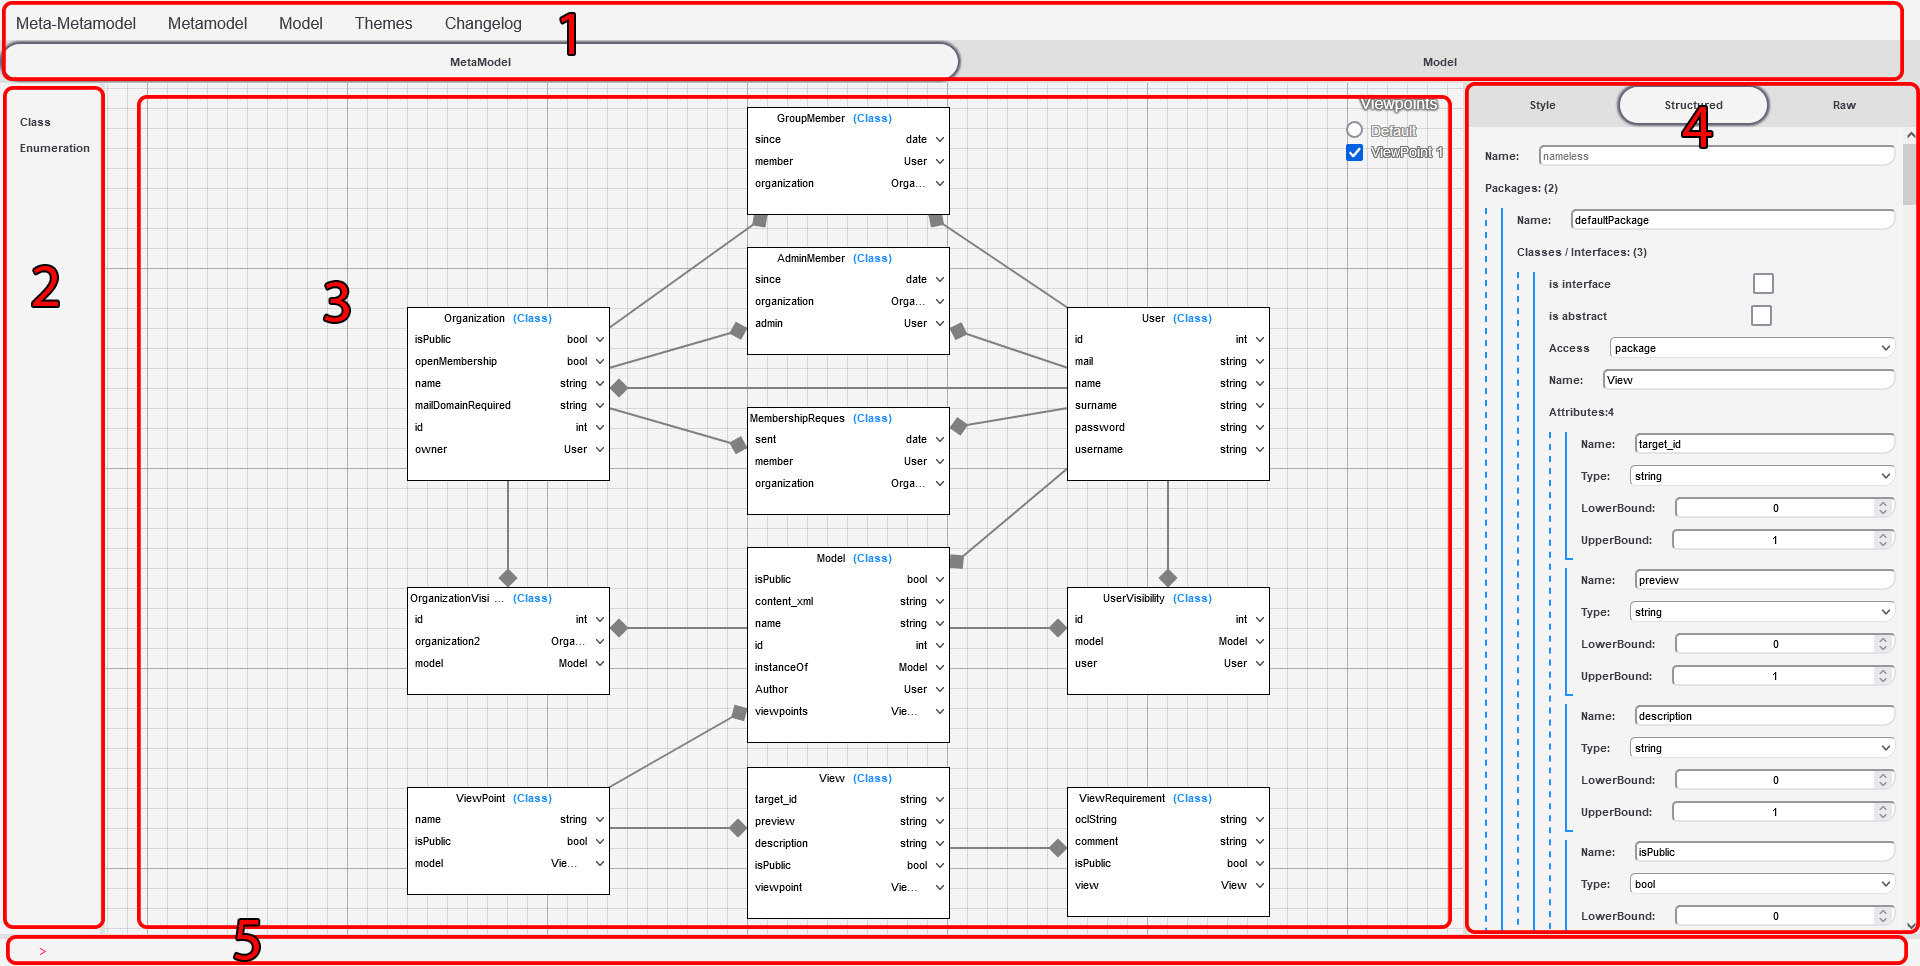 Meta-Metamodel Metamodel Model Themes Changelog
1
MetaModel Model
2
Class
Enumeration
3
Viewpoints
Default
ViewPoint 1
GroupMember (Class)
since date
member User
organization Orga...
AdminMember (Class)
since date
organization Orga...
admin User
Organization (Class)
isPublic bool
openMembership bool
name string
mailDomainRequired string
id int
owner User
User (Class)
id int
mail string
name string
surname string
password string
username string
MembershipReques (Class)
sent date
member User
organization Orga...
Model (Class)
isPublic bool
content_xml string
name string
id int
instanceOf Model
Author User
viewpoints Vie...
OrganizationVisi ... (Class)
id int
organization2 Orga...
model Model
UserVisibility (Class)
id int
model Model
user User
ViewPoint (Class)
name string
isPublic bool
model Vie...
View (Class)
target_id string
preview string
description string
isPublic bool
viewpoint Vie...
ViewRequirement (Class)
oclString string
comment string
isPublic bool
view View
Style Structured Raw
4
Name: nameless
Packages: (2)
Name: defaultPackage
Classes / Interfaces: (3)
is interface
is abstract
Access package
Name: View
Attributes:4
Name: target_id
Type: string
LowerBound: 0
UpperBound: 1
Name: preview
Type: string
LowerBound: 0
UpperBound: 1
Name: description
Type: string
LowerBound: 0
UpperBound: 1
Name: isPublic
Type: bool
LowerBound: 0
5
>